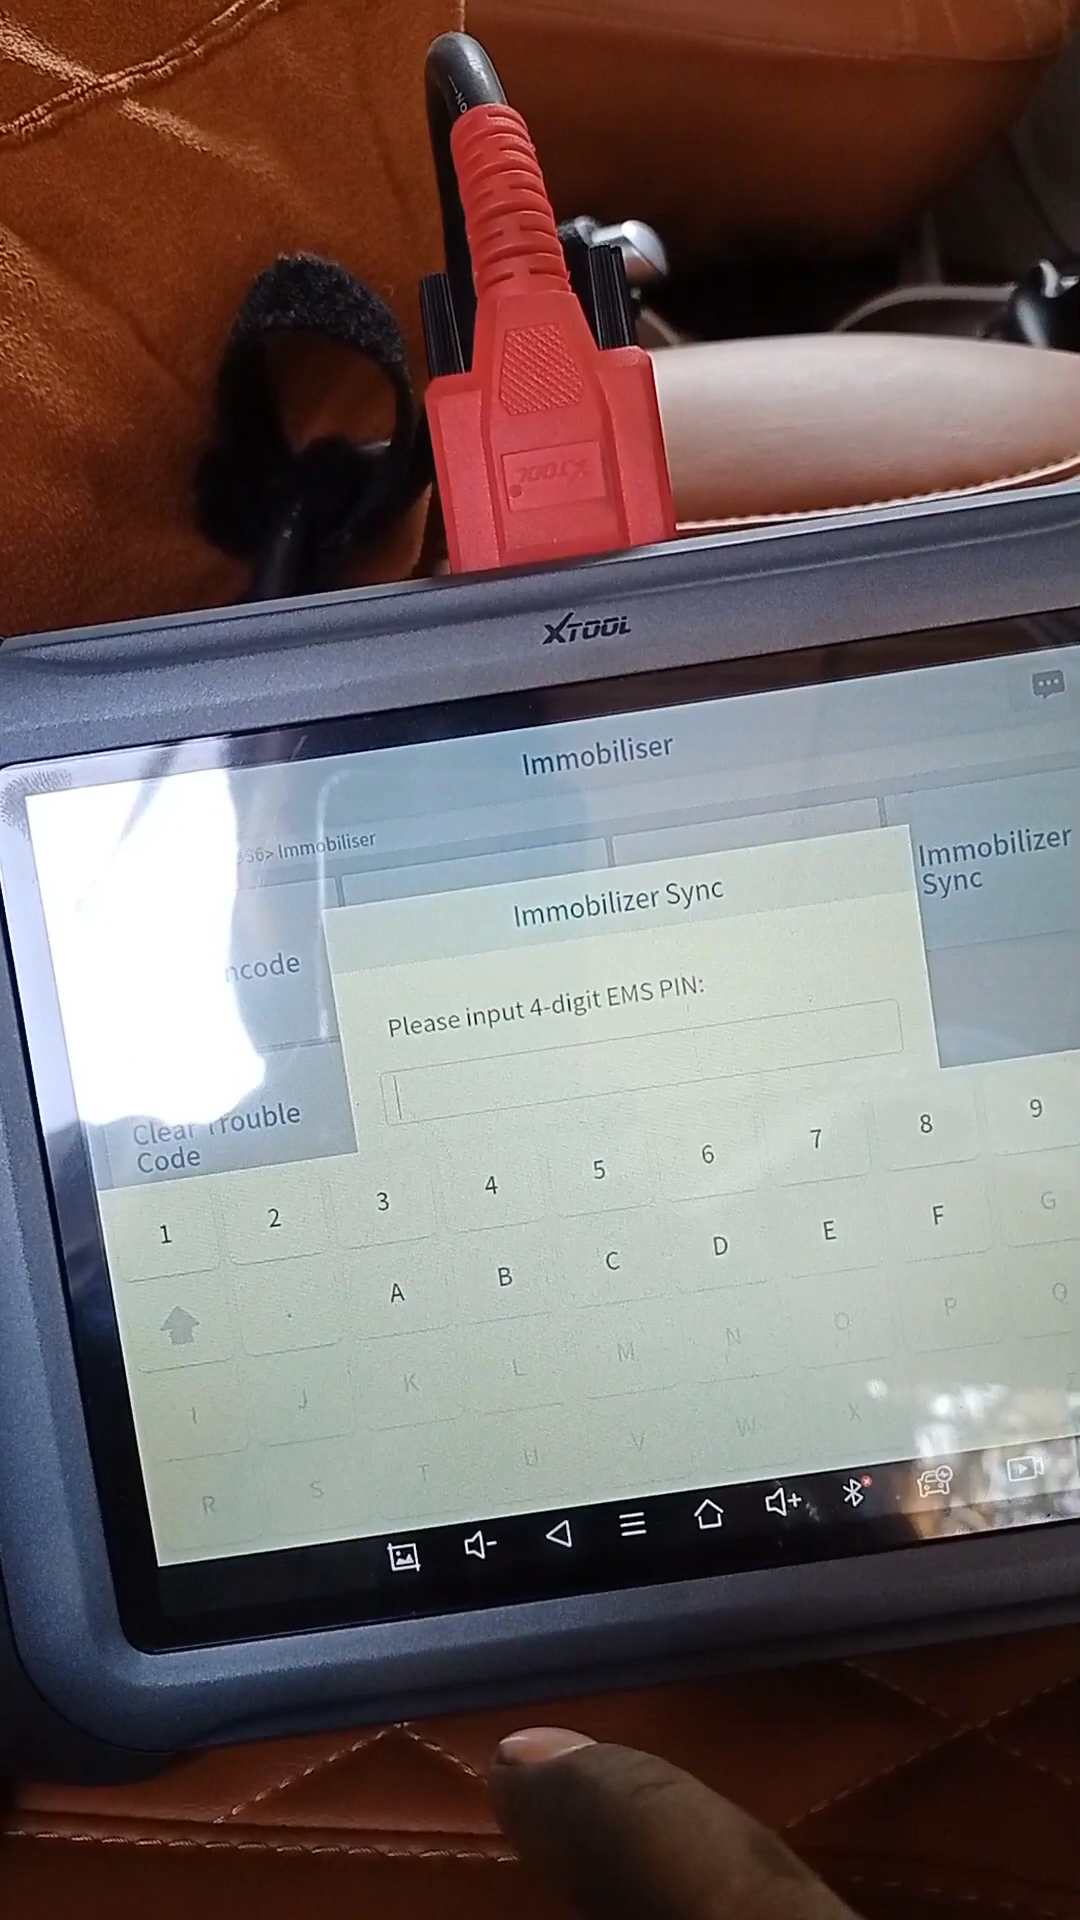 XTOOL
XTOOL
Immobiliser
> Immobiliser
Immobilizer
Sync
Immobilizer Sync
ncode
Please input 4-digit EMS PIN:
Clear Trouble
Code
1 2 3 4 5 6 7 8 9
. A B C D E F G
I J K L M N O P Q
R S T U V W X